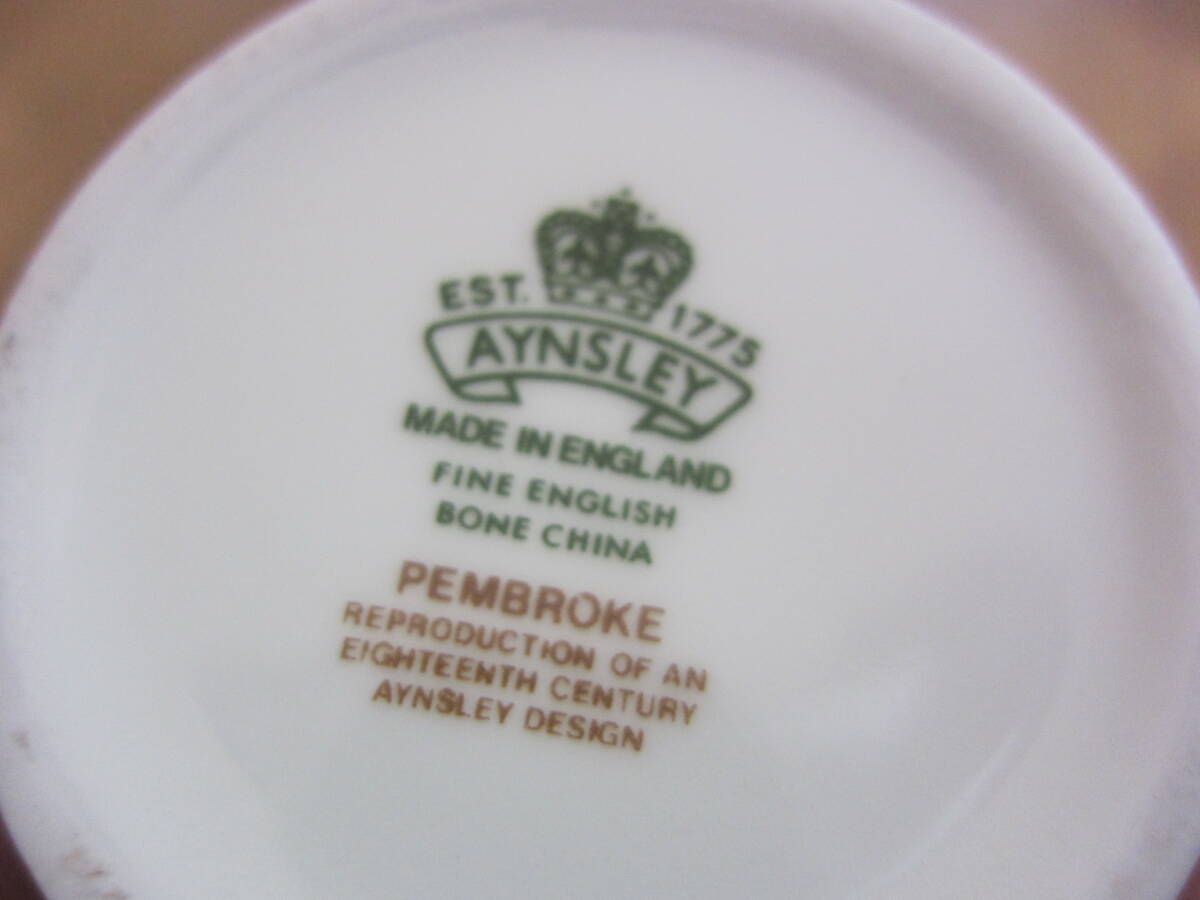 EST. 1775
AYNSLEY
MADE IN ENGLAND
FINE ENGLISH
BONE CHINA
PEMBROKE
REPRODUCTION OF AN
EIGHTEENTH CENTURY
AYNSLEY DESIGN